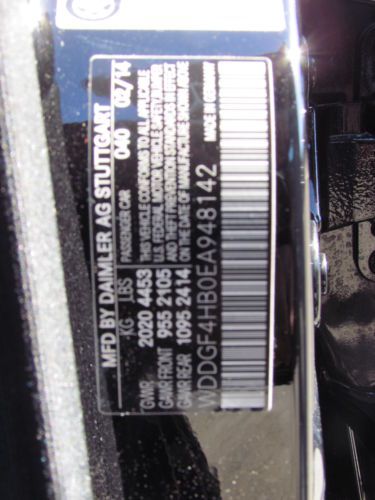 MFD BY DAIMLER AG STUTTGART
PASSENGER CAR 040 02/14
KG LBS
*GVWR 2020 4453
GAWR FRONT 955 2105
GAWR REAR 1095 2414
THIS VEHICLE CONFORMS TO ALL APPLICABLE
U.S. FEDERAL MOTOR VEHICLE SAFETY, BUMPER
AND THEFT PREVENTION STANDARDS IN EFFECT
ON THE DATE OF MANUFACTURE SHOWN ABOVE
WDDGF4HB0EA948142
MADE IN GERMANY